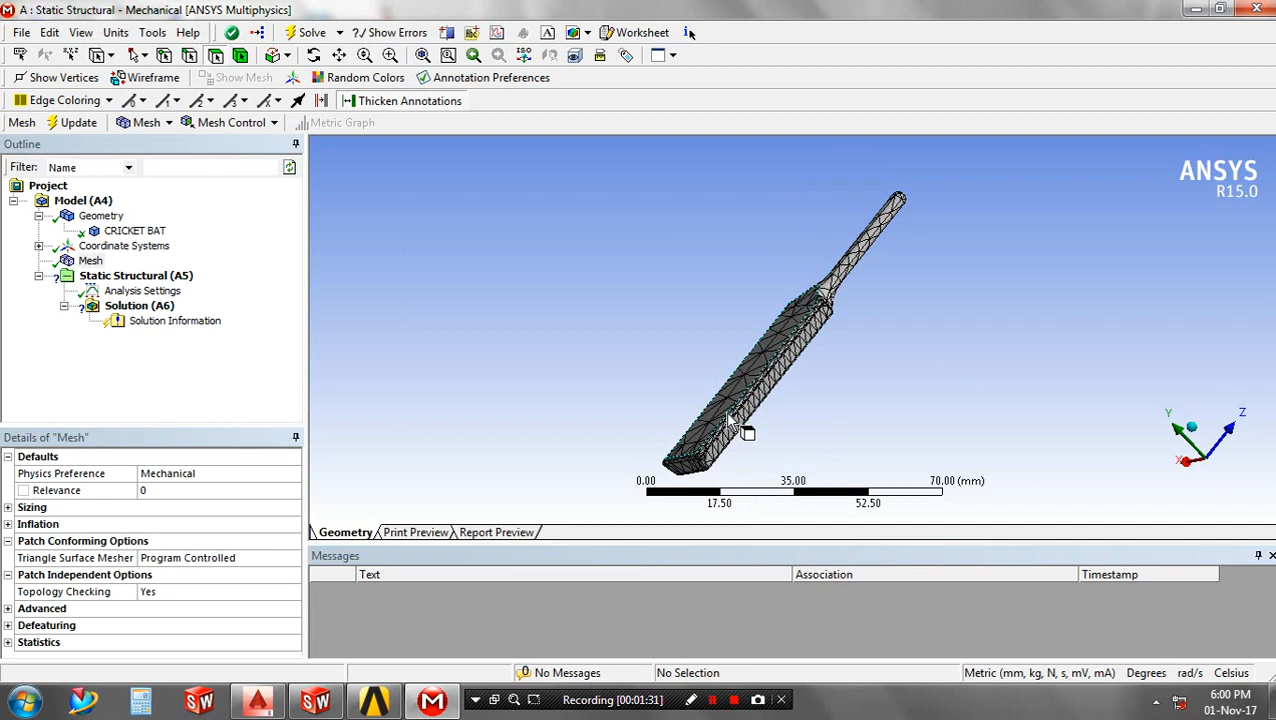 A : Static Structural - Mechanical [ANSYS Multiphysics]
File Edit View Units Tools Help Solve ?/ Show Errors Worksheet
Show Vertices Wireframe Show Mesh Random Colors Annotation Preferences
Edge Coloring Thicken Annotations
Mesh Update Mesh Mesh Control Metric Graph
Outline
Filter: Name
Project
Model (A4)
Geometry
CRICKET BAT
Coordinate Systems
Mesh
Static Structural (A5)
Analysis Settings
Solution (A6)
Solution Information
ANSYS
R15.0
Y
Z
X
0.00 35.00 70.00 (mm)
17.50 52.50
Details of "Mesh"
Defaults
Physics Preference Mechanical
Relevance 0
Sizing
Inflation
Patch Conforming Options
Triangle Surface Mesher Program Controlled
Patch Independent Options
Topology Checking Yes
Advanced
Defeaturing
Statistics
Geometry Print Preview Report Preview
Messages
Text Association Timestamp
0 No Messages No Selection Metric (mm, kg, N, s, mV, mA) Degrees rad/s Celsius
Recording [00:01:31]
6:00 PM
01-Nov-17